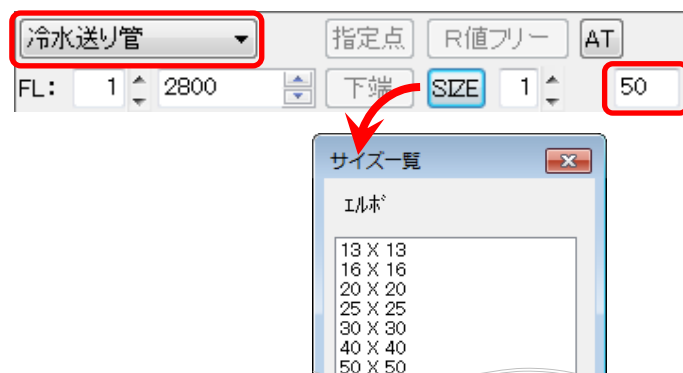 冷水送り管 指定点 R値フリー AT
FL: 1 2800 下端 SIZE 1 50
サイズ一覧
ｴﾙﾎﾞ
13 X 13
16 X 16
20 X 20
25 X 25
30 X 30
40 X 40
50 X 50